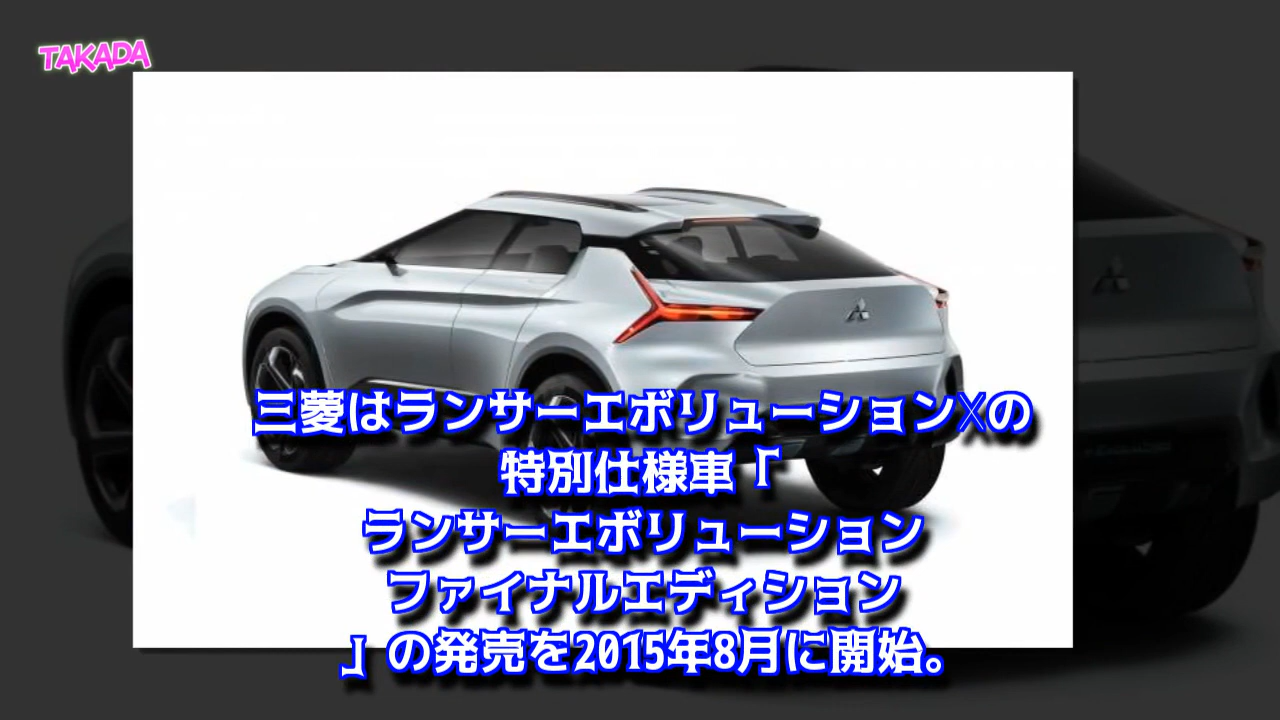 TAKADA
三菱はランサーエボリューションXの
特別仕様車「
ランサーエボリューション
ファイナルエディション
」の発売を2015年8月に開始。